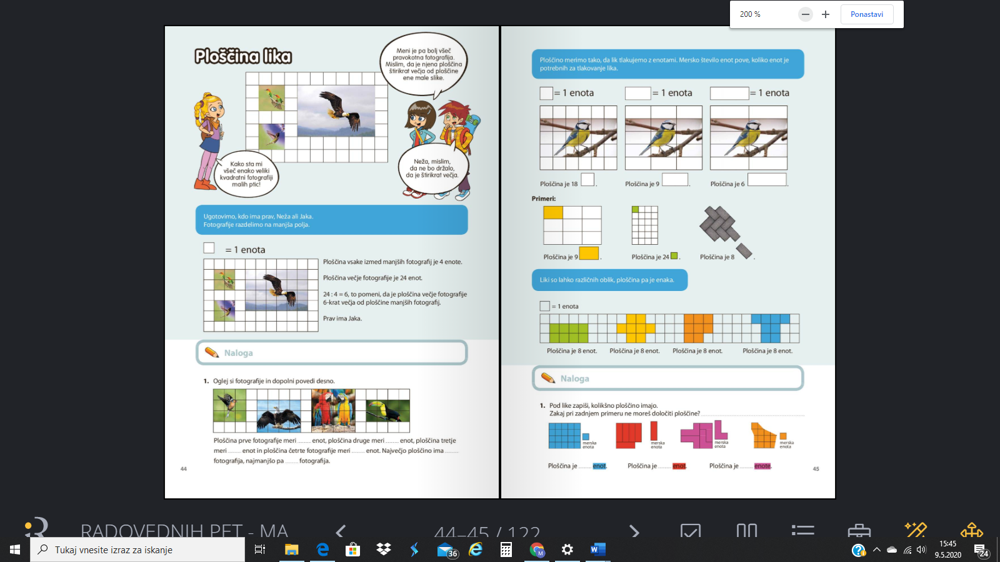 200 %
Ponastavi
Ploščina lika
Meni je pa bolj všeč
pravokotna fotografija.
Mislim, da je njena ploščina
štirikrat večja od ploščine
ene male slike.
Kako sta mi
všeč enako veliki
kvadratni fotografiji
malih ptic!
Neža, mislim,
da ne bo držalo,
da je štirikrat večja.
Ugotovimo, kdo ima prav, Neža ali Jaka.
Fotografije razdelimo na manjša polja.
= 1 enota
Ploščina vsake izmed manjših fotografij je 4 enote.
Ploščina večje fotografije je 24 enot.
24 : 4 = 6, to pomeni, da je ploščina večje fotografije
6-krat večja od ploščine manjših fotografij.
Prav ima Jaka.
Naloga
1. Oglej si fotografije in dopolni povedi desno.
Ploščina prve fotografije meri ____ enot, ploščina druge meri ____ enot, ploščina tretje
meri ____ enot in ploščina četrte fotografije meri ____ enot. Največjo ploščino ima ____
fotografija, najmanjšo pa ____ fotografija.
44
Ploščino merimo tako, da lik tlakujemo z enotami. Mersko število enot pove, koliko enot je
potrebnih za tlakovanje lika.
= 1 enota = 1 enota = 1 enota
Ploščina je 18 . Ploščina je 9 . Ploščina je 6 .
Primeri:
Ploščina je 9 . Ploščina je 24 . Ploščina je 8 .
Liki so lahko različnih oblik, ploščina pa je enaka.
= 1 enota
Ploščina je 8 enot. Ploščina je 8 enot. Ploščina je 8 enot. Ploščina je 8 enot.
Naloga
1. Pod like zapiši, kolikšno ploščino imajo.
Zakaj pri zadnjem primeru ne moreš določiti ploščine?
merska enota merska enota merska enota merska enota
Ploščina je ____ enot. Ploščina je ____ enot. Ploščina je ____ enote.
45
RADOVEDNIH PET - MA
44–45 / 122
Tukaj vnesite izraz za iskanje
36
15:45
9.5.2020
24